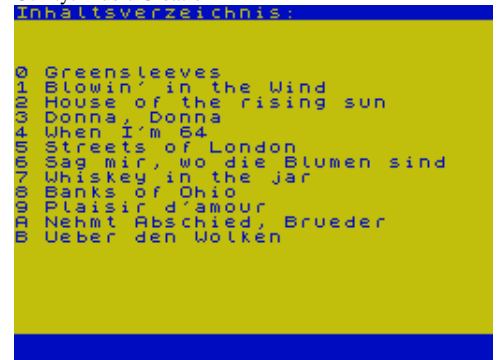 Inhaltsverzeichnis:
0 Greensleeves
1 Blowin' in the Wind
2 House of the rising sun
3 Donna, Donna
4 When I'm 64
5 Streets of London
6 Sag mir, wo die Blumen sind
7 Whiskey in the jar
8 Banks of Ohio
9 Plaisir d'amour
A Nehmt Abschied, Brueder
B Ueber den Wolken